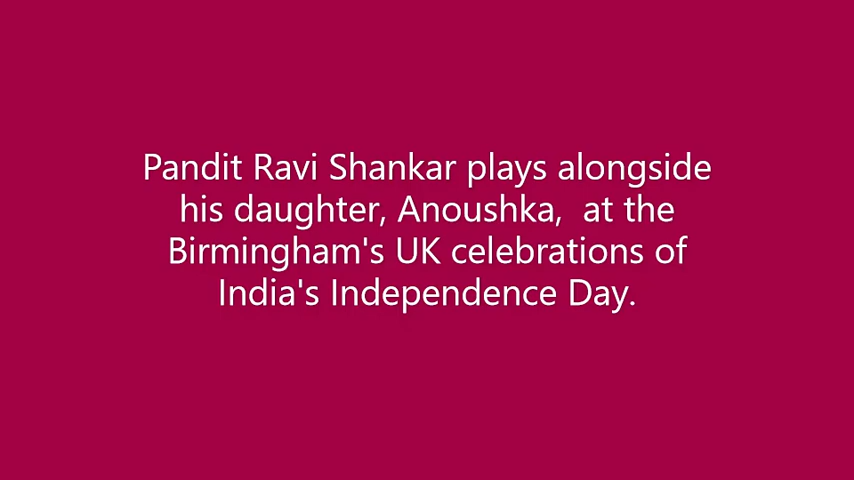 Pandit Ravi Shankar plays alongside
his daughter, Anoushka,  at the
Birmingham's UK celebrations of
India's Independence Day.